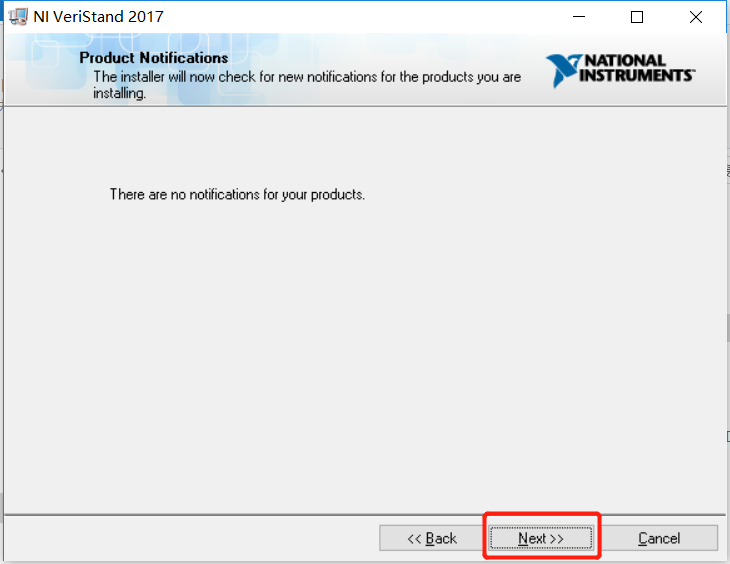 NI VeriStand 2017
Product Notifications
The installer will now check for new notifications for the products you are
installing.
NATIONAL
INSTRUMENTS™
There are no notifications for your products.
<< Back
Next >>
Cancel